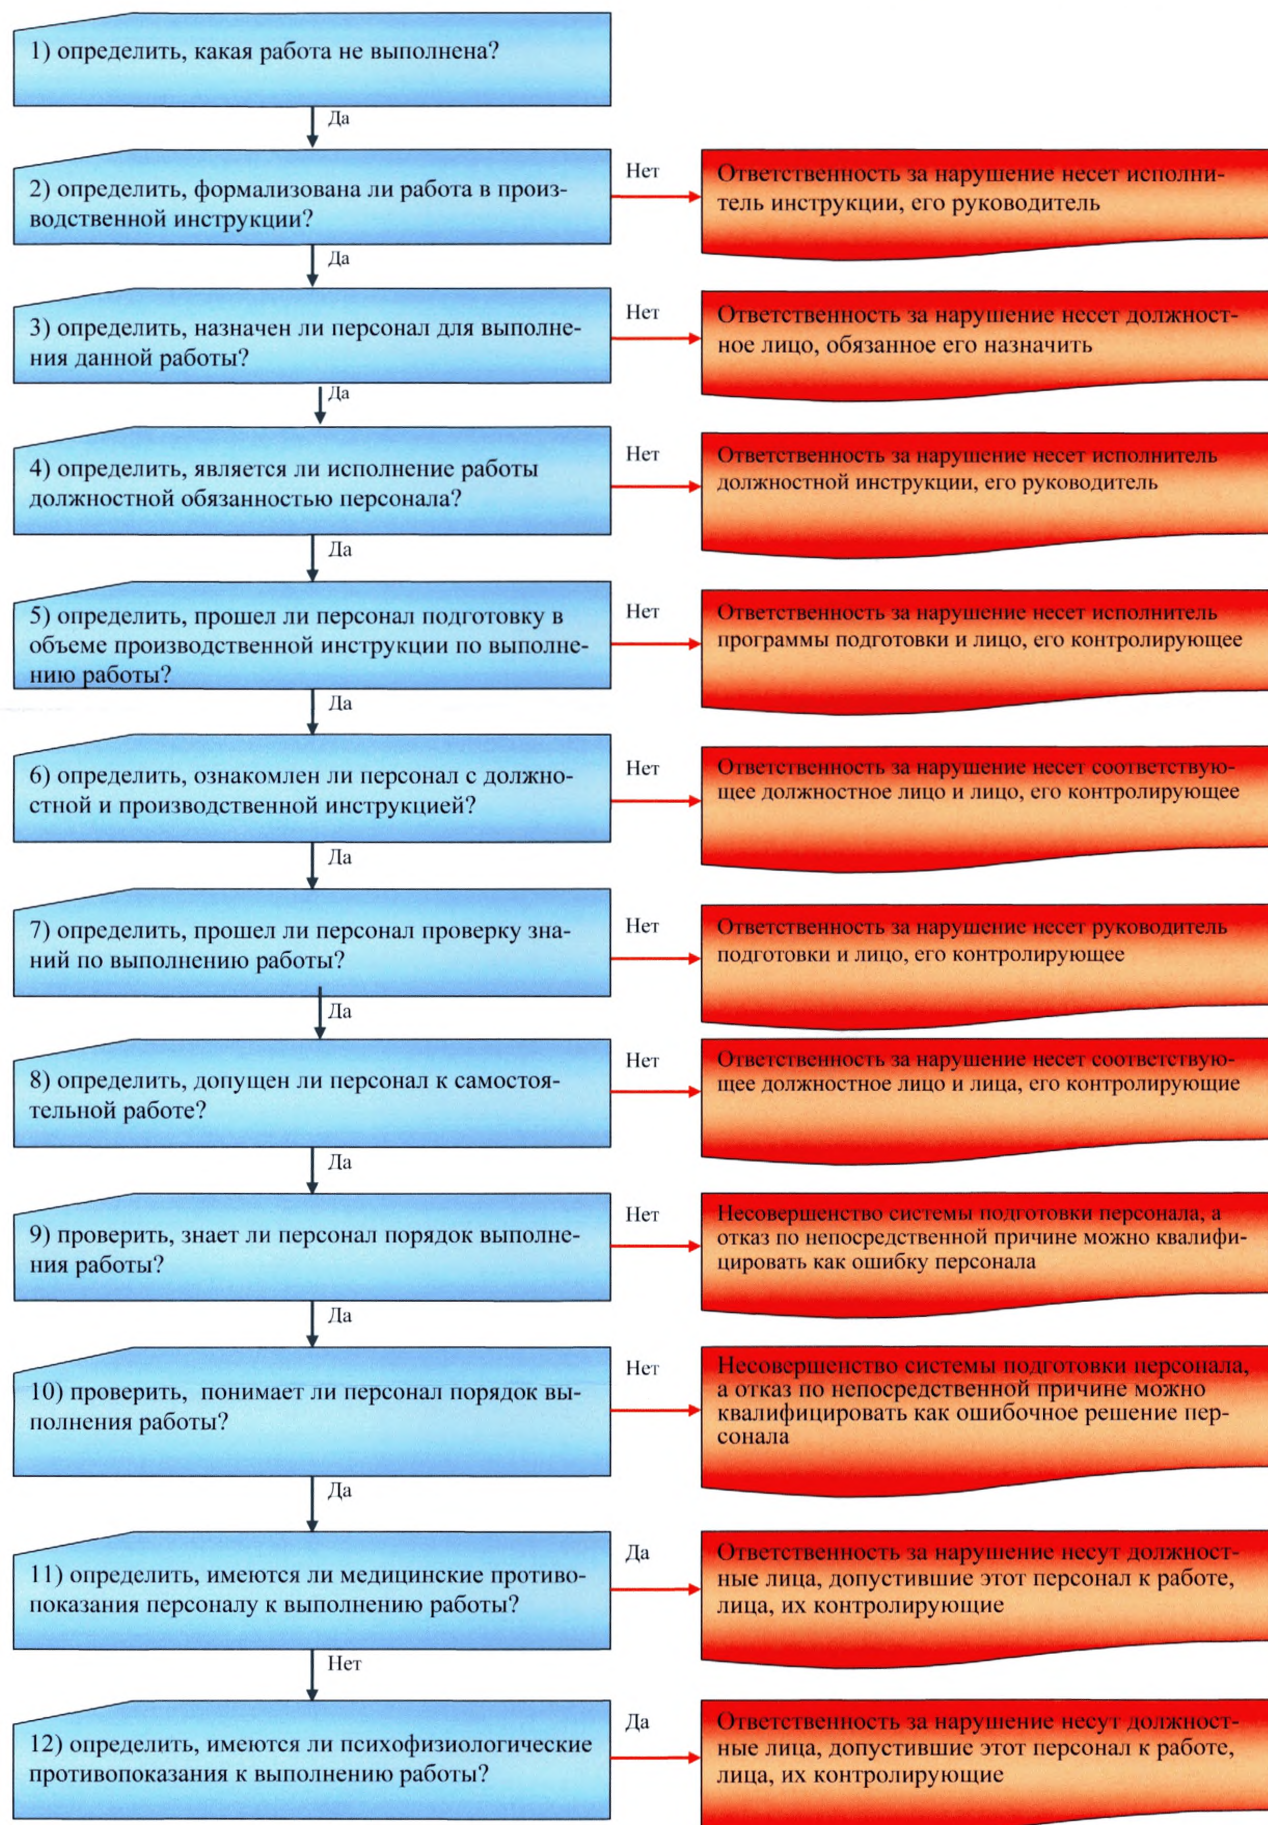 1) определить, какая работа не выполнена?
Да
2) определить, формализована ли работа в произ-
водственной инструкции?
Нет
Ответственность за нарушение несет исполни-
тель инструкции, его руководитель
Да
3) определить, назначен ли персонал для выполне-
ния данной работы?
Нет
Ответственность за нарушение несет должност-
ное лицо, обязанное его назначить
Да
4) определить, является ли исполнение работы
должностной обязанностью персонала?
Нет
Ответственность за нарушение несет исполнитель
должностной инструкции, его руководитель
Да
5) определить, прошел ли персонал подготовку в
объеме производственной инструкции по выполне-
нию работы?
Нет
Ответственность за нарушение несет исполнитель
программы подготовки и лицо, его контролирующее
Да
6) определить, ознакомлен ли персонал с должно-
стной и производственной инструкцией?
Нет
Ответственность за нарушение несет соответствую-
щее должностное лицо и лицо, его контролирующее
Да
7) определить, прошел ли персонал проверку зна-
ний по выполнению работы?
Нет
Ответственность за нарушение несет руководитель
подготовки и лицо, его контролирующее
Да
8) определить, допущен ли персонал к самостоя-
тельной работе?
Нет
Ответственность за нарушение несет соответствую-
щее должностное лицо и лица, его контролирующие
Да
9) проверить, знает ли персонал порядок выполне-
ния работы?
Нет
Несовершенство системы подготовки персонала, а
отказ по непосредственной причине можно квалифи-
цировать как ошибку персонала
Да
10) проверить, понимает ли персонал порядок вы-
полнения работы?
Нет
Несовершенство системы подготовки персонала,
а отказ по непосредственной причине можно
квалифицировать как ошибочное решение пер-
сонала
Да
11) определить, имеются ли медицинские противо-
показания персоналу к выполнению работы?
Да
Ответственность за нарушение несут должност-
ные лица, допустившие этот персонал к работе,
лица, их контролирующие
Нет
12) определить, имеются ли психофизиологические
противопоказания к выполнению работы?
Да
Ответственность за нарушение несут должност-
ные лица, допустившие этот персонал к работе,
лица, их контролирующие